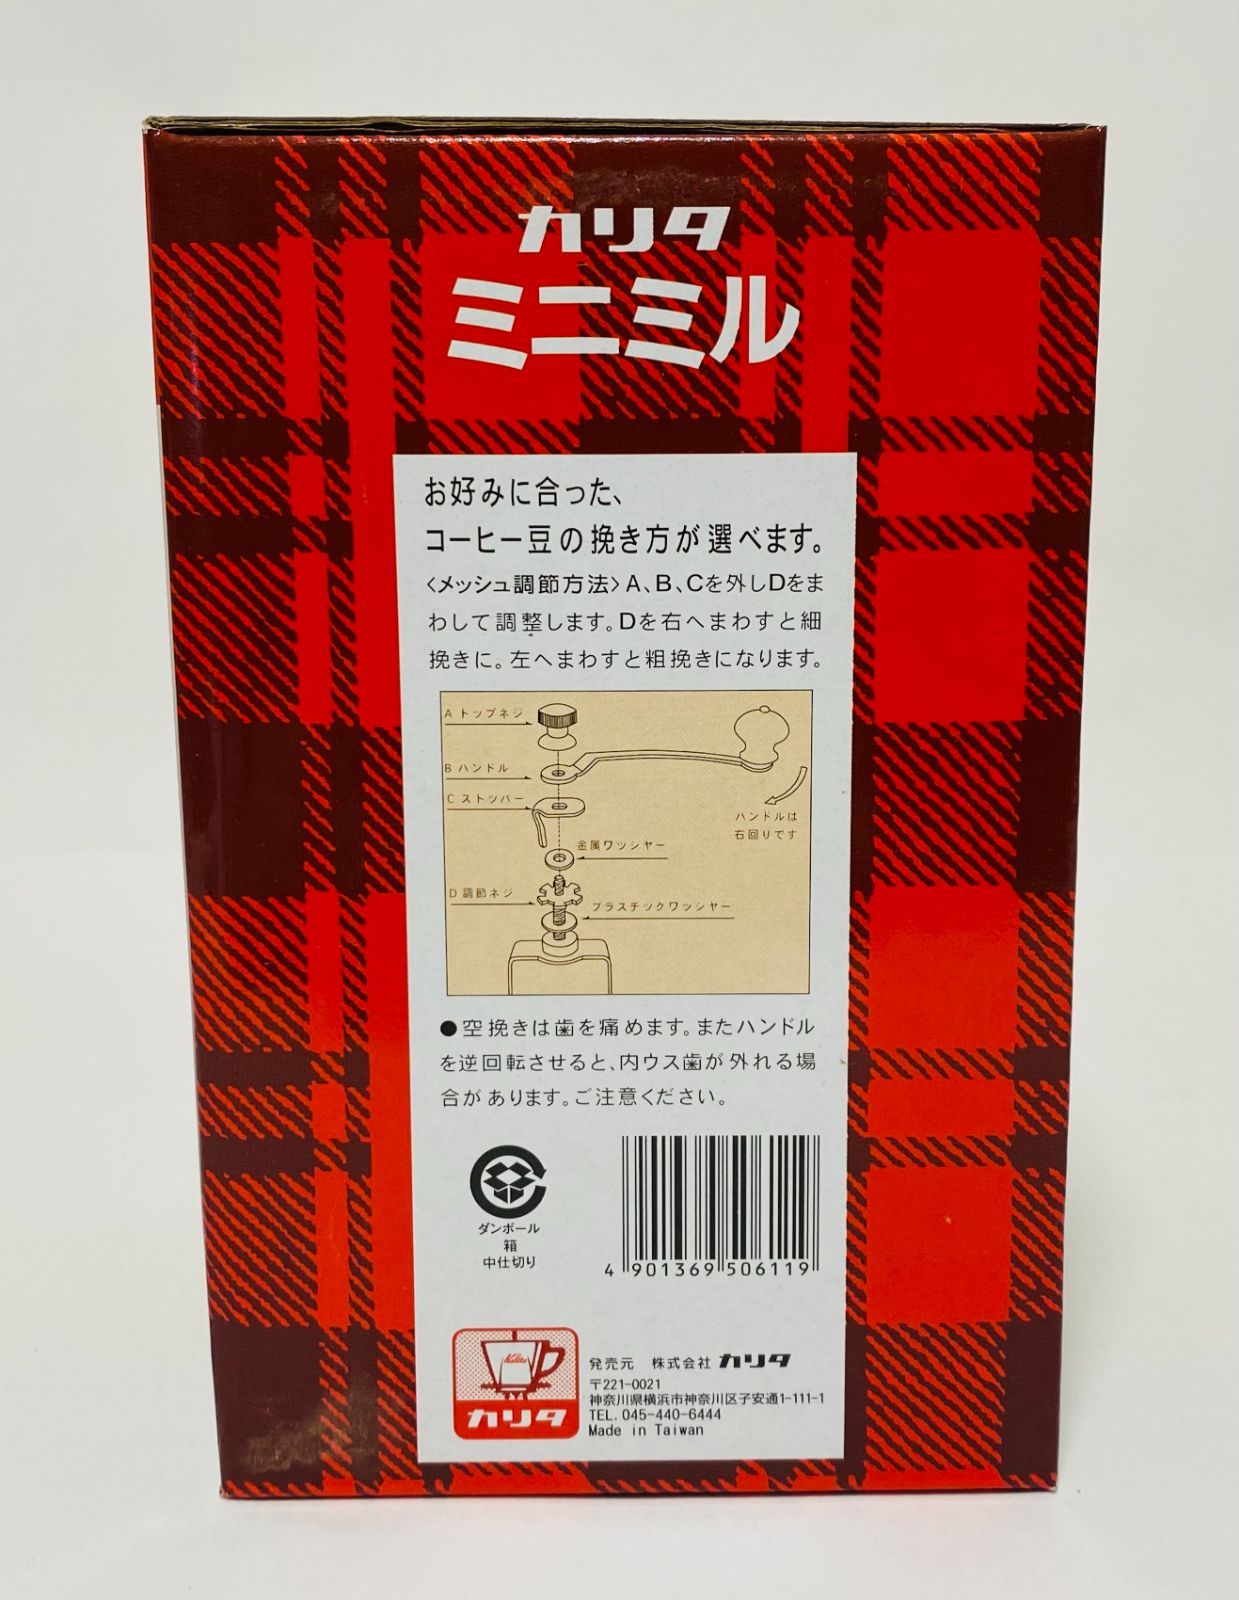 カリタ
ミニミル
お好みに合った、
コーヒー豆の挽き方が選べます。
〈メッシュ調節方法〉A、B、Cを外しDをま
わして調整します。Dを右へまわすと細
挽きに。左へまわすと粗挽きになります。
A トップネジ
B ハンドル
C ストッパー
ハンドルは
右回りです
金属ワッシャー
D 調節ネジ
プラスチックワッシャー
●空挽きは歯を痛めます。またハンドル
を逆回転させると、内ウス歯が外れる場
合があります。ご注意ください。
ダンボール
箱
中仕切り
4 901369 506119
Kalita
カリタ
発売元 株式会社 カリタ
〒221-0021
神奈川県横浜市神奈川区子安通1-111-1
TEL. 045-440-6444
Made in Taiwan